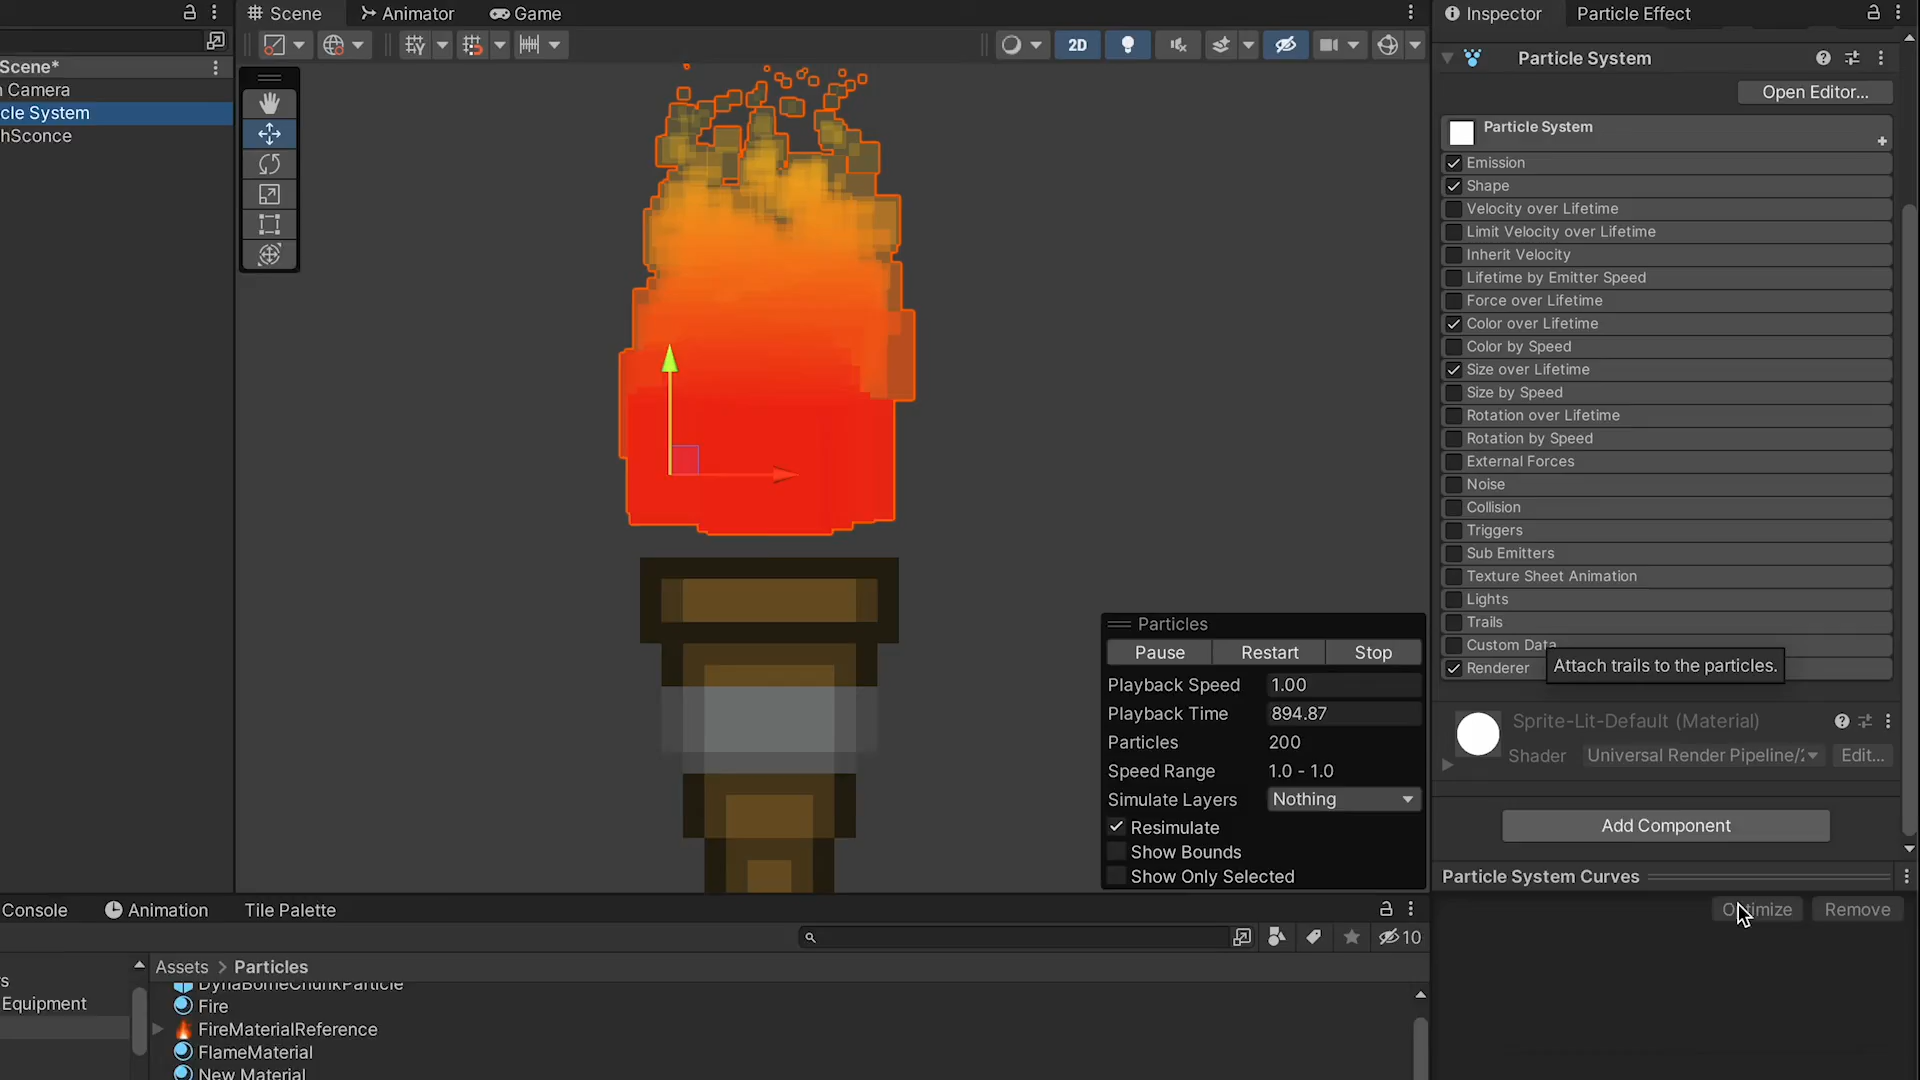 Scene
Animator
Game
Inspector
Particle Effect
2D
Scene*
Camera
cle System
hSconce
Particle System
Open Editor...
Particle System
Emission
Shape
Velocity over Lifetime
Limit Velocity over Lifetime
Inherit Velocity
Lifetime by Emitter Speed
Force over Lifetime
Color over Lifetime
Color by Speed
Size over Lifetime
Size by Speed
Rotation over Lifetime
Rotation by Speed
External Forces
Noise
Collision
Triggers
Sub Emitters
Texture Sheet Animation
Lights
Trails
Custom Data
Renderer
Attach trails to the particles.
Particles
Pause Restart Stop
Playback Speed 1.00
Playback Time 894.87
Particles 200
Speed Range 1.0 - 1.0
Simulate Layers Nothing
Resimulate
Show Bounds
Show Only Selected
Sprite-Lit-Default (Material)
Shader Universal Render Pipeline/ Edit...
Add Component
Particle System Curves
Optimize Remove
Console
Animation
Tile Palette
10
Assets > Particles
s
Equipment
DynaBombChunkParticle
Fire
FireMaterialReference
FlameMaterial
New Material